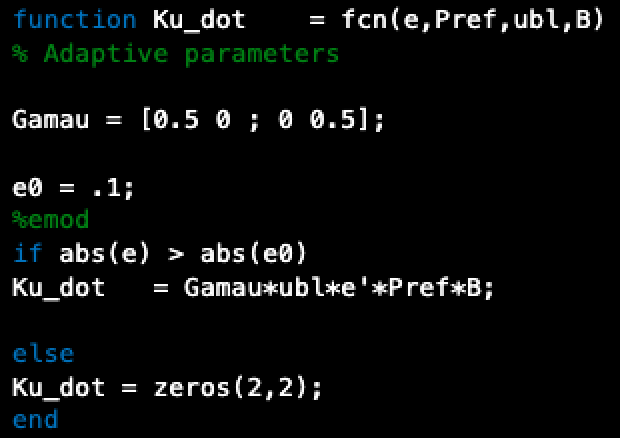 function Ku_dot    = fcn(e,Pref,ubl,B)
% Adaptive parameters
Gamau = [0.5 0 ; 0 0.5];
e0 = .1;
%emod
if abs(e) > abs(e0)
Ku_dot   = Gamau*ubl*e'*Pref*B;
else
Ku_dot = zeros(2,2);
end